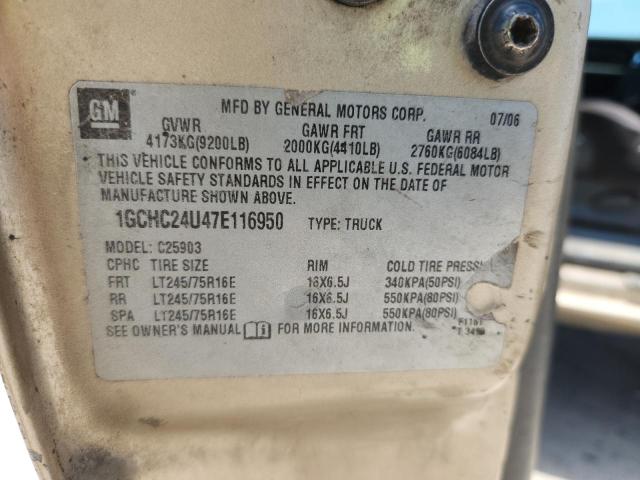 GM
MFD BY GENERAL MOTORS CORP. 07/06
GVWR GAWR FRT GAWR RR
4173KG(9200LB) 2000KG(4410LB) 2760KG(6084LB)
THIS VEHICLE CONFORMS TO ALL APPLICABLE U.S. FEDERAL MOTOR
VEHICLE SAFETY STANDARDS IN EFFECT ON THE DATE OF
MANUFACTURE SHOWN ABOVE.
1GCHC24U47E116950 TYPE: TRUCK
MODEL: C25903
CPHC TIRE SIZE RIM COLD TIRE PRESS
FRT LT245/75R16E 16X6.5J 340KPA(50PSI)
RR LT245/75R16E 16X6.5J 550KPA(80PSI)
SPA LT245/75R16E 16X6.5J 550KPA(80PSI)
SEE OWNER'S MANUAL FOR MORE INFORMATION.